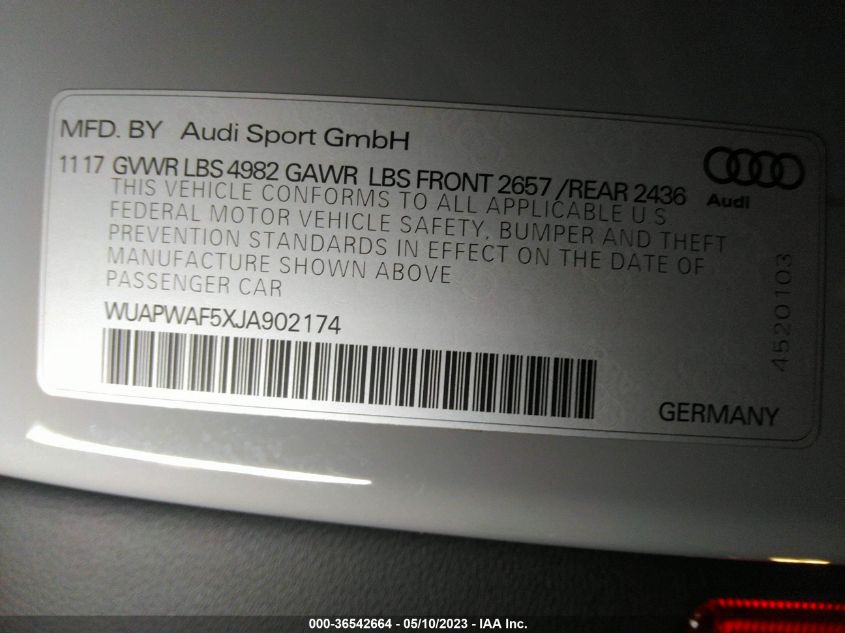 MFD. BY Audi Sport GmbH
11 17 GVWR LBS 4982 GAWR LBS FRONT 2657 /REAR 2436
THIS VEHICLE CONFORMS TO ALL APPLICABLE U S
FEDERAL MOTOR VEHICLE SAFETY, BUMPER AND THEFT
PREVENTION STANDARDS IN EFFECT ON THE DATE OF
MANUFACTURE SHOWN ABOVE
PASSENGER CAR
WUAPWAF5XJA902174
Audi
4520103
GERMANY
000-36542664 - 05/10/2023 - IAA Inc.